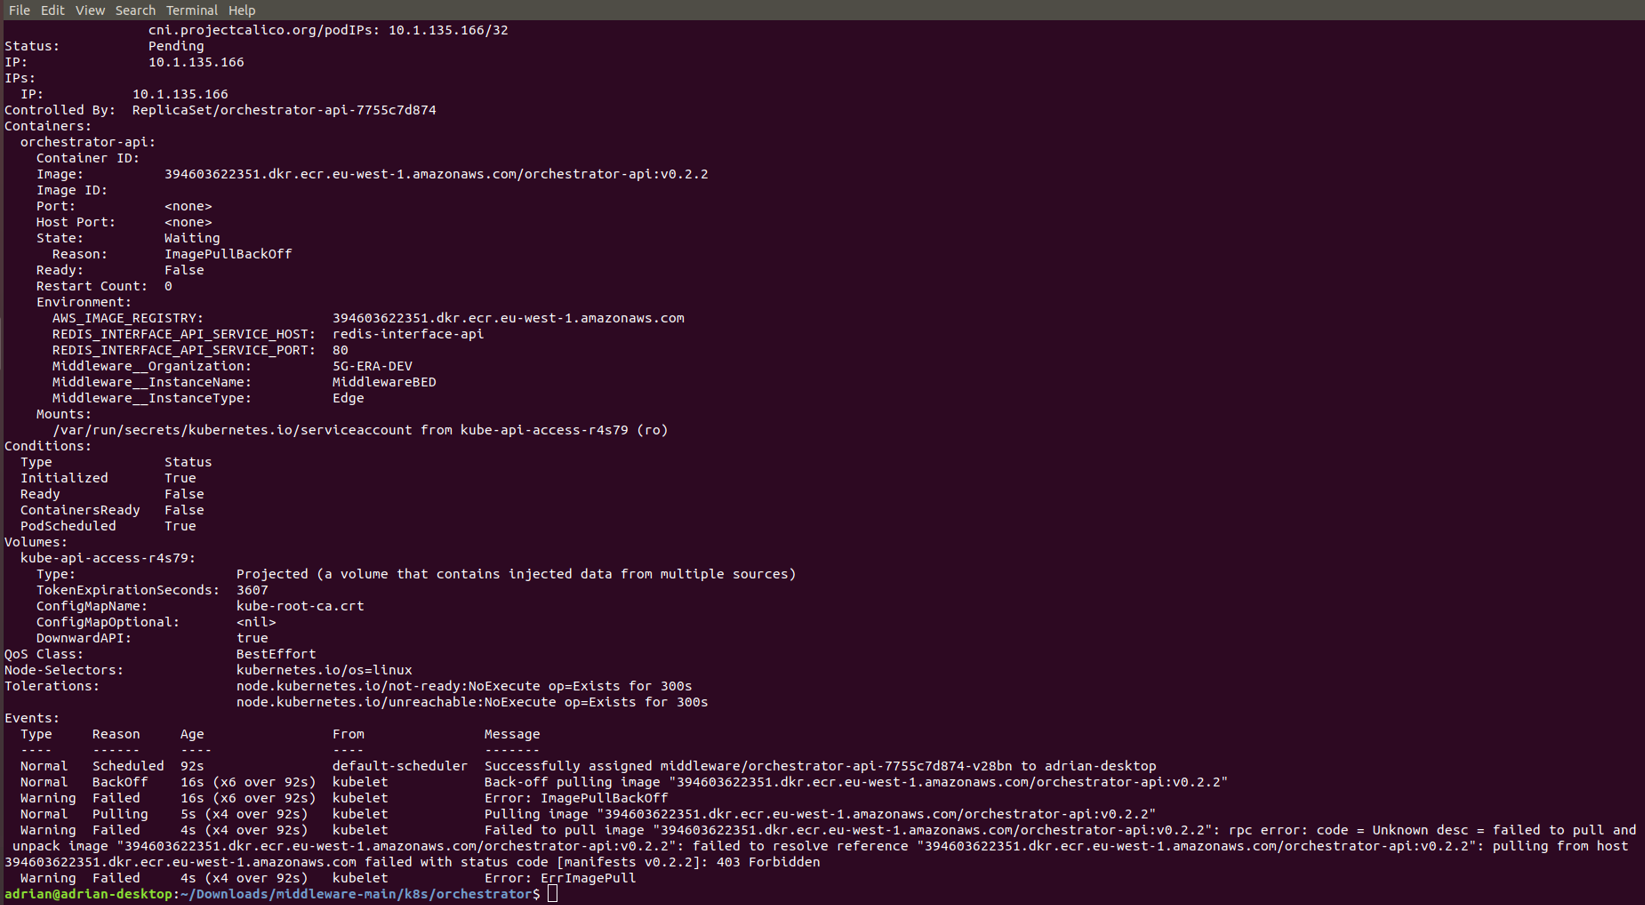 File Edit View Search Terminal Help
                  cni.projectcalico.org/podIPs: 10.1.135.166/32
Status:           Pending
IP:               10.1.135.166
IPs:
  IP:           10.1.135.166
Controlled By:  ReplicaSet/orchestrator-api-7755c7d874
Containers:
  orchestrator-api:
    Container ID:
    Image:          394603622351.dkr.ecr.eu-west-1.amazonaws.com/orchestrator-api:v0.2.2
    Image ID:
    Port:           <none>
    Host Port:      <none>
    State:          Waiting
      Reason:       ImagePullBackOff
    Ready:          False
    Restart Count:  0
    Environment:
      AWS_IMAGE_REGISTRY:                394603622351.dkr.ecr.eu-west-1.amazonaws.com
      REDIS_INTERFACE_API_SERVICE_HOST:  redis-interface-api
      REDIS_INTERFACE_API_SERVICE_PORT:  80
      Middleware__Organization:          5G-ERA-DEV
      Middleware__InstanceName:          MiddlewareBED
      Middleware__InstanceType:          Edge
    Mounts:
      /var/run/secrets/kubernetes.io/serviceaccount from kube-api-access-r4s79 (ro)
Conditions:
  Type              Status
  Initialized       True
  Ready             False
  ContainersReady   False
  PodScheduled      True
Volumes:
  kube-api-access-r4s79:
    Type:                    Projected (a volume that contains injected data from multiple sources)
    TokenExpirationSeconds:  3607
    ConfigMapName:           kube-root-ca.crt
    ConfigMapOptional:       <nil>
    DownwardAPI:             true
QoS Class:                   BestEffort
Node-Selectors:              kubernetes.io/os=linux
Tolerations:                 node.kubernetes.io/not-ready:NoExecute op=Exists for 300s
                             node.kubernetes.io/unreachable:NoExecute op=Exists for 300s
Events:
  Type     Reason     Age                From               Message
  ----     ------     ----               ----               -------
  Normal   Scheduled  92s                default-scheduler  Successfully assigned middleware/orchestrator-api-7755c7d874-v28bn to adrian-desktop
  Normal   BackOff    16s (x6 over 92s)  kubelet            Back-off pulling image "394603622351.dkr.ecr.eu-west-1.amazonaws.com/orchestrator-api:v0.2.2"
  Warning  Failed     16s (x6 over 92s)  kubelet            Error: ImagePullBackOff
  Normal   Pulling    5s (x4 over 92s)   kubelet            Pulling image "394603622351.dkr.ecr.eu-west-1.amazonaws.com/orchestrator-api:v0.2.2"
  Warning  Failed     4s (x4 over 92s)   kubelet            Failed to pull image "394603622351.dkr.ecr.eu-west-1.amazonaws.com/orchestrator-api:v0.2.2": rpc error: code = Unknown desc = failed to pull and
 unpack image "394603622351.dkr.ecr.eu-west-1.amazonaws.com/orchestrator-api:v0.2.2": failed to resolve reference "394603622351.dkr.ecr.eu-west-1.amazonaws.com/orchestrator-api:v0.2.2": pulling from host
394603622351.dkr.ecr.eu-west-1.amazonaws.com failed with status code [manifests v0.2.2]: 403 Forbidden
  Warning  Failed     4s (x4 over 92s)   kubelet            Error: ErrImagePull
adrian@adrian-desktop:~/Downloads/middleware-main/k8s/orchestrator$